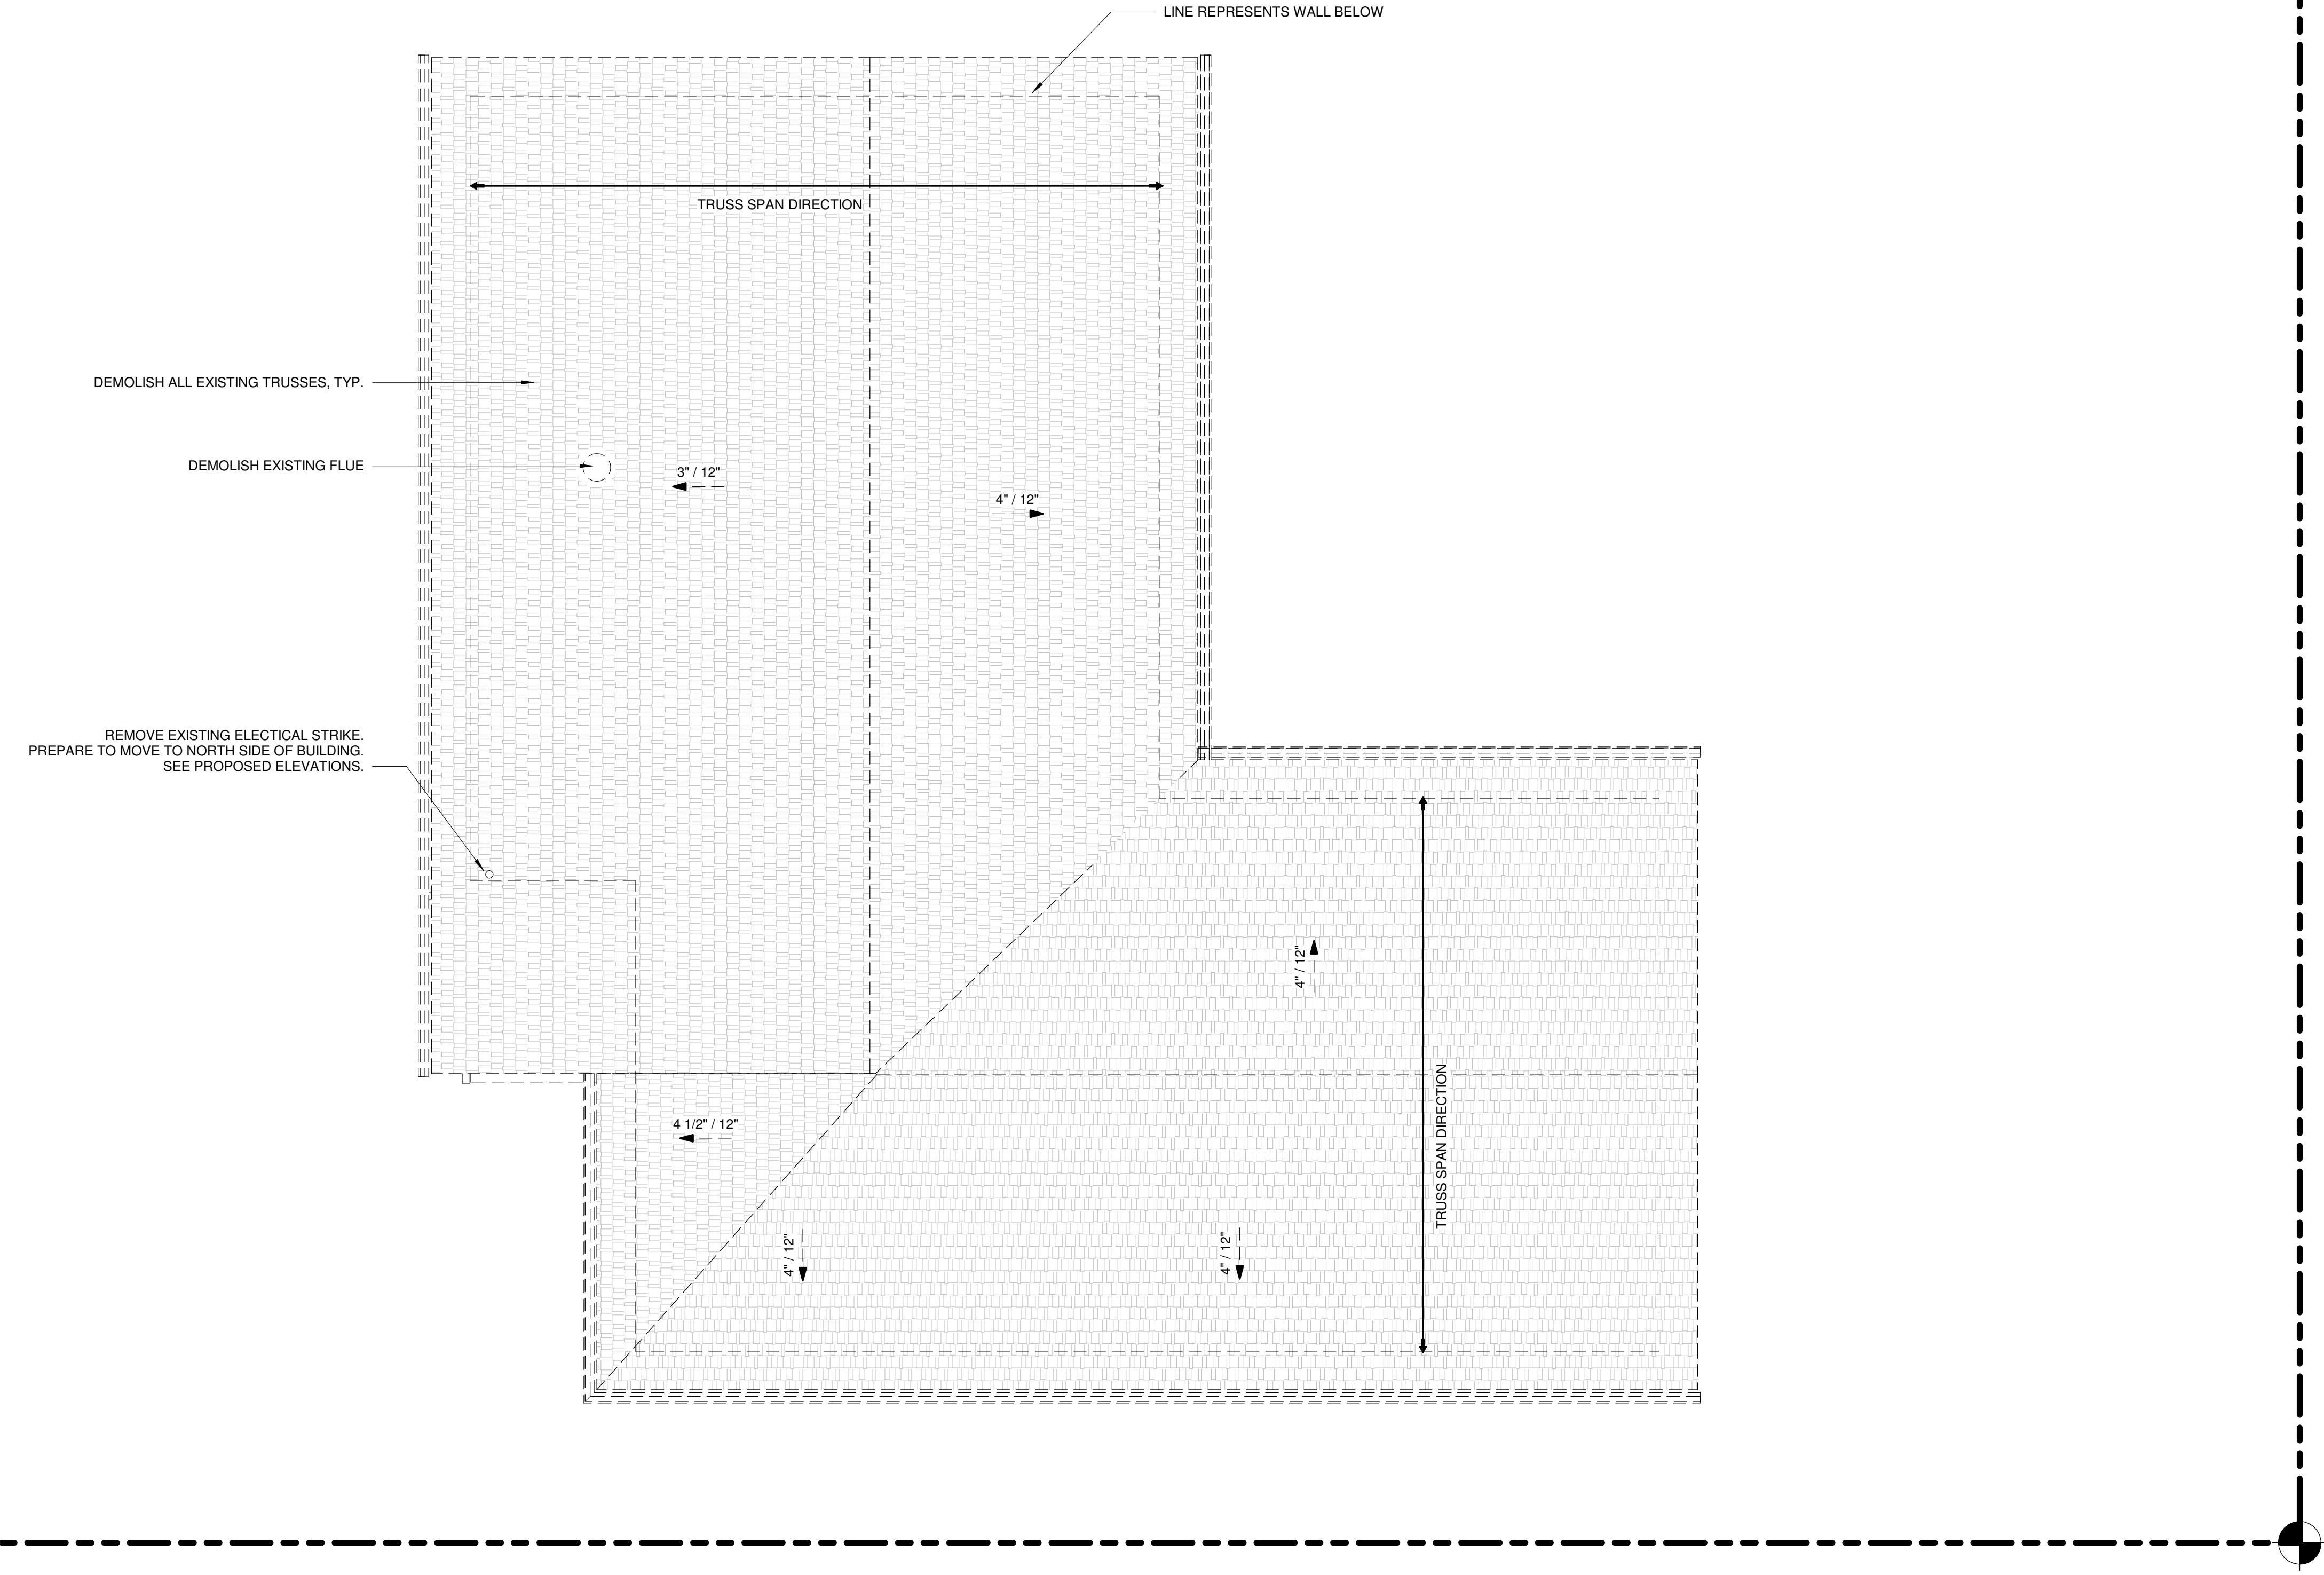 LINE REPRESENTS WALL BELOW
TRUSS SPAN DIRECTION
DEMOLISH ALL EXISTING TRUSSES, TYP.
DEMOLISH EXISTING FLUE
3" / 12"
4" / 12"
REMOVE EXISTING ELECTICAL STRIKE.
PREPARE TO MOVE TO NORTH SIDE OF BUILDING.
SEE PROPOSED ELEVATIONS.
4" / 12"
TRUSS SPAN DIRECTION
4 1/2" / 12"
4" / 12"
4" / 12"